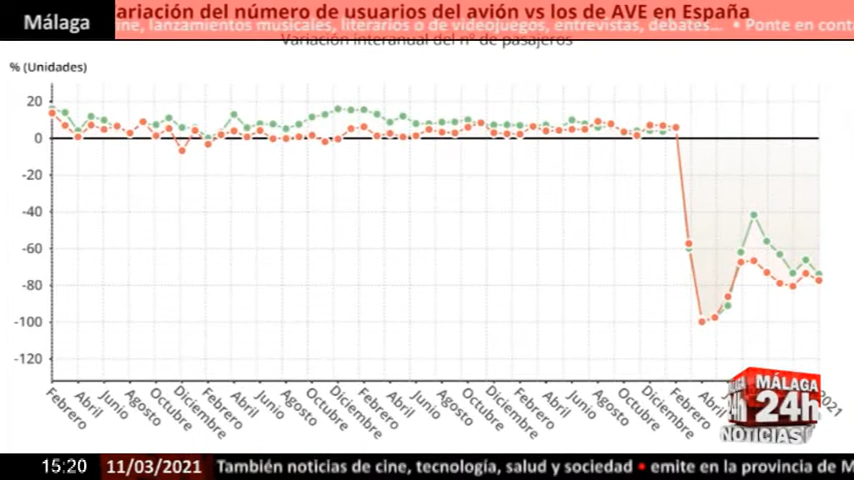 Málaga
ariación del número de usuarios del avión vs los de AVE en España
ine, lanzamientos musicales, literarios o de videojuegos, entrevistas, debates... • Ponte en cont
Variación interanual del nº de pasajeros
% (Unidades)
20
0
-20
-40
-60
-80
-100
-120
Febrero
Abril
Junio
Agosto
Octubre
Diciembre
Febrero
Abril
Junio
Agosto
Octubre
Diciembre
Febrero
Abril
Junio
Agosto
Octubre
Diciembre
Febrero
Abril
Junio
Agosto
Octubre
Diciembre
Febrero
Abril
2021
MÁLAGA
24h
NOTICIAS
15:20 11/03/2021 También noticias de cine, tecnología, salud y sociedad • emite en la provincia de M